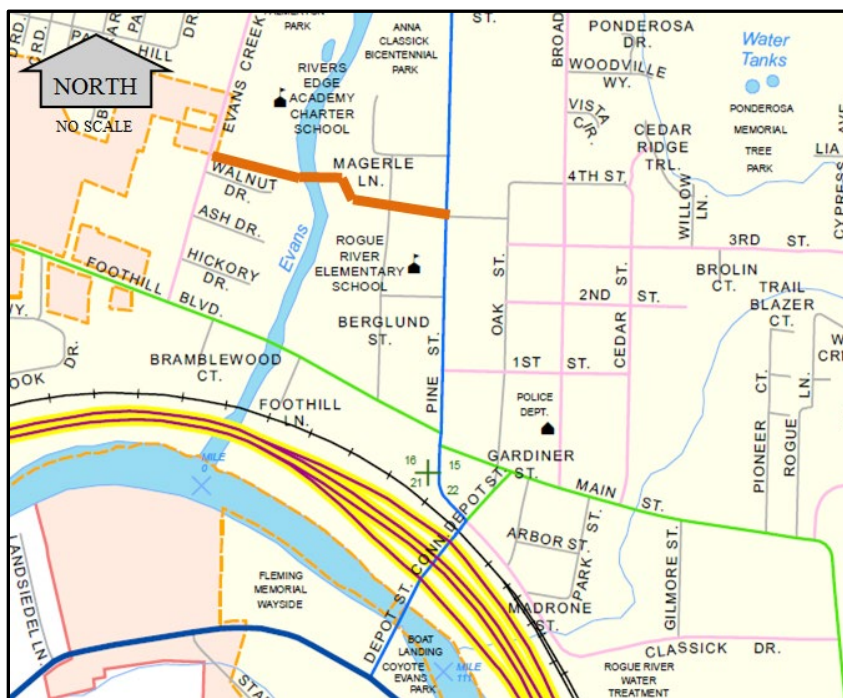 NORTH
NO SCALE
HILL
EVANS CREEK
PARK
RIVERS
EDGE
ACADEMY
CHARTER
SCHOOL
ANNA
CLASSICK
BICENTENNIAL
PARK
ST.
BROAD
PONDEROSA
DR.
WOODVILLE
WY.
Water
Tanks
VISTA
CIR.
CEDAR
RIDGE
TRL.
PONDEROSA
MEMORIAL
TREE
PARK
LIA
AVE
CYPRESS
WALNUT
DR.
MAGERLE
LN.
4TH ST.
WILLOW
LN.
ASH DR.
HICKORY
DR.
Evans
ROGUE
RIVER
ELEMENTARY
SCHOOL
OAK ST.
3RD ST.
BROLIN
CT.
TRAIL
BLAZER
CT.
FOOTHILL
BLVD.
2ND ST.
CEDAR ST.
BERGLUND
ST.
PINE ST.
WY.
DR.
OOK
BRAMBLEWOOD
CT.
1ST ST.
FOOTHILL
LN.
POLICE
DEPT.
PIONEER CT.
ROGUE LN.
MILE
0
16 15
21 22
GARDINER
ST.
MAIN ST.
DEPOT ST.
DEPOT ST. CONN.
ARBOR ST
PARK ST.
GILMORE ST.
LANDSIEDEL LN.
FLEMING
MEMORIAL
WAYSIDE
MADRONE
ST.
CLASSICK DR.
BOAT
LANDING
COYOTE
EVANS
PARK
MILE
111
ROGUE RIVER
WATER
TREATMENT